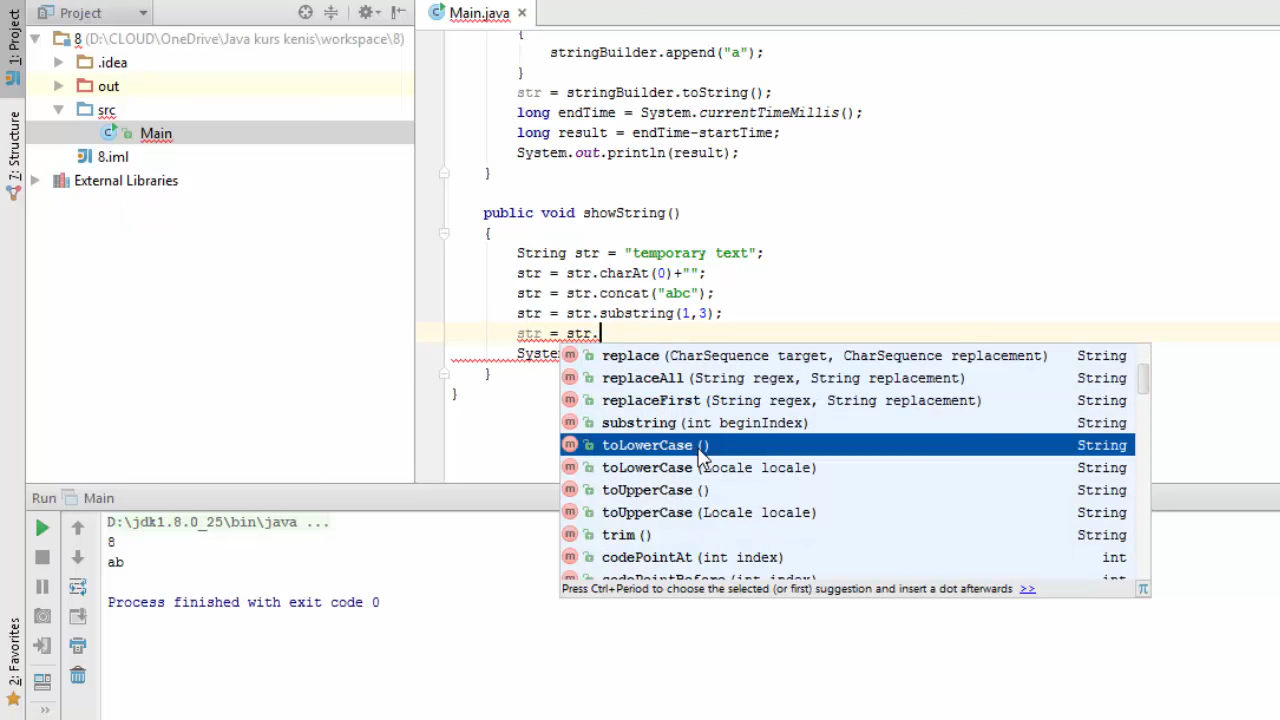 Project
Main.java
1: Project
8 (D:\CLOUD\OneDrive\Java kurs kenis\workspace\8)
.idea
out
src
Main
8.iml
External Libraries
7: Structure
{
stringBuilder.append("a");
}
str = stringBuilder.toString();
long endTime = System.currentTimeMillis();
long result = endTime-startTime;
System.out.println(result);
}
public void showString()
{
String str = "temporary text";
str = str.charAt(0)+"";
str = str.concat("abc");
str = str.substring(1,3);
str = str.
Syste
}
}
replace(CharSequence target, CharSequence replacement) String
replaceAll(String regex, String replacement) String
replaceFirst(String regex, String replacement) String
substring(int beginIndex) String
toLowerCase() String
toLowerCase(Locale locale) String
toUpperCase() String
toUpperCase(Locale locale) String
trim() String
codePointAt(int index) int
codePointBefore(int index) int
Press Ctrl+Period to choose the selected (or first) suggestion and insert a dot afterwards >>
π
Run Main
D:\jdk1.8.0_25\bin\java ...
8
ab
Process finished with exit code 0
2: Favorites
>>